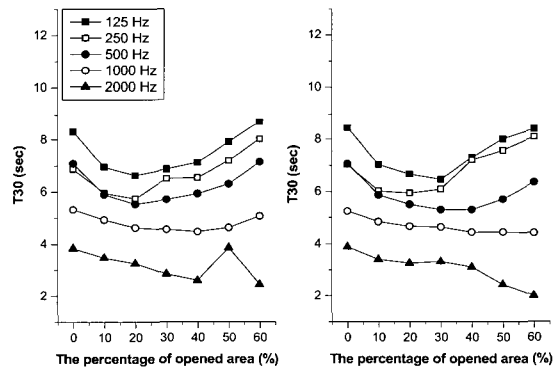 125 Hz
250 Hz
500 Hz
1000 Hz
2000 Hz
T30 (sec)
12
10
8
6
4
2
0 10 20 30 40 50 60
The percentage of opened area (%)
T30 (sec)
12
10
8
6
4
2
0 10 20 30 40 50 60
The percentage of opened area (%)